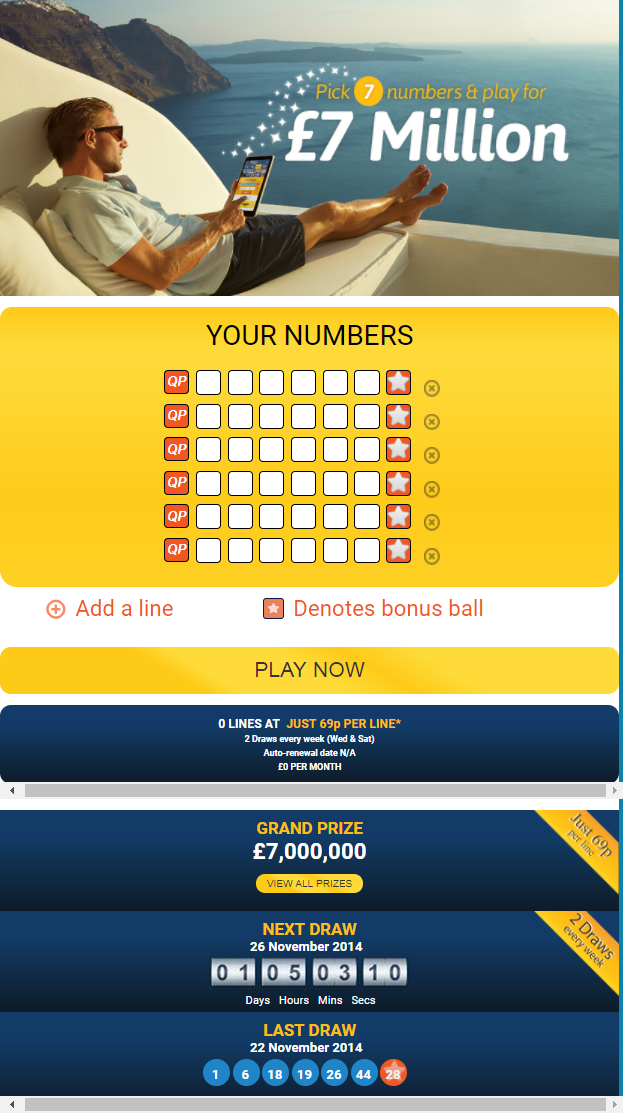 Pick 7 numbers & play for
£7 Million
YOUR NUMBERS
QP
QP
QP
QP
QP
QP
Add a line
Denotes bonus ball
PLAY NOW
0 LINES AT JUST 69p PER LINE*
2 Draws every week (Wed & Sat)
Auto-renewal date N/A
£0 PER MONTH
GRAND PRIZE
£7,000,000
VIEW ALL PRIZES
Just 69p
per line
NEXT DRAW
26 November 2014
01 05 03 10
Days Hours Mins Secs
2 Draws
every week
LAST DRAW
22 November 2014
1 6 18 19 26 44 28